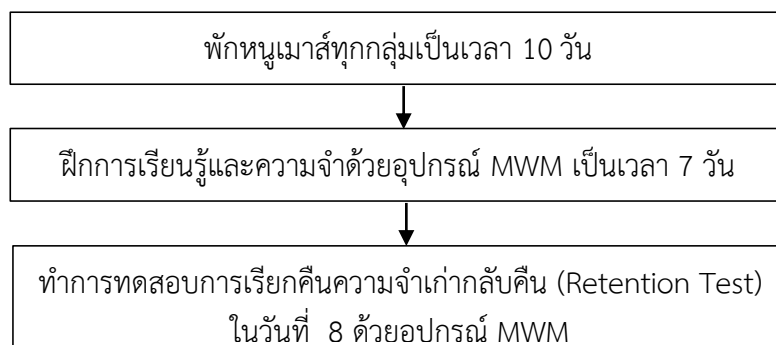 พักหนูเมาส์ทุกกลุ่มเป็นเวลา 10 วัน
ฝึกการเรียนรู้และความจำด้วยอุปกรณ์ MWM เป็นเวลา 7 วัน
ทำการทดสอบการเรียกคืนความจำเก่ากลับคืน (Retention Test)
ในวันที่ 8 ด้วยอุปกรณ์ MWM